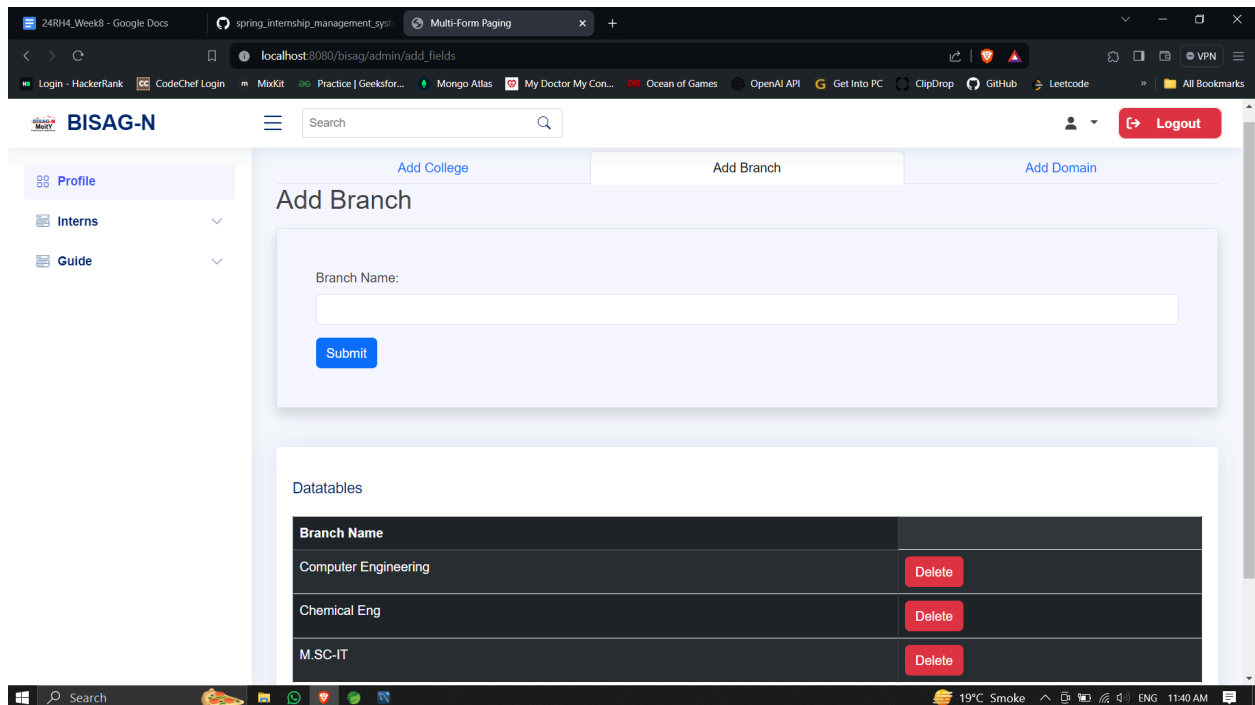 24RH4_Week8 - Google Docs
spring_internship_management_syst
Multi-Form Paging
localhost:8080/bisag/admin/add_fields
VPN
Login - HackerRank
CC CodeChef Login
m MixKit
Practice | Geeksfor...
Mongo Atlas
My Doctor My Con...
Ocean of Games
OpenAI API
G Get Into PC
ClipDrop
GitHub
Leetcode
»
All Bookmarks
BISAG-N MeitY
BISAG-N
Search
Logout
Profile
Interns
Guide
Add College
Add Branch
Add Domain
Add Branch
Branch Name:
Submit
Datatables
Branch Name
Computer Engineering
Delete
Chemical Eng
Delete
M.SC-IT
Delete
Search
19°C Smoke
ENG
11:40 AM